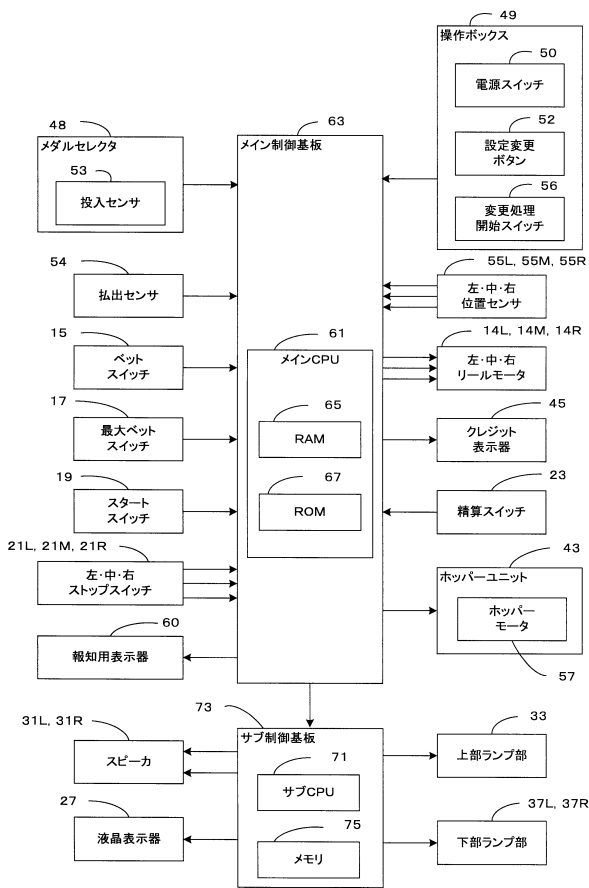 49
操作ボックス
50
電源スイッチ
52
設定変更
ボタン
56
変更処理
開始スイッチ
48
メダルセレクタ
53
投入センサ
63
メイン制御基板
54
払出センサ
55L, 55M, 55R
左・中・右
位置センサ
15
ベット
スイッチ
61
メインCPU
65
RAM
67
ROM
14L, 14M, 14R
左・中・右
リールモータ
17
最大ベット
スイッチ
45
クレジット
表示器
19
スタート
スイッチ
23
精算スイッチ
21L, 21M, 21R
左・中・右
ストップスイッチ
43
ホッパーユニット
ホッパー
モータ
57
60
報知用表示器
73
サブ制御基板
71
サブCPU
75
メモリ
31L, 31R
スピーカ
33
上部ランプ部
27
液晶表示器
37L, 37R
下部ランプ部